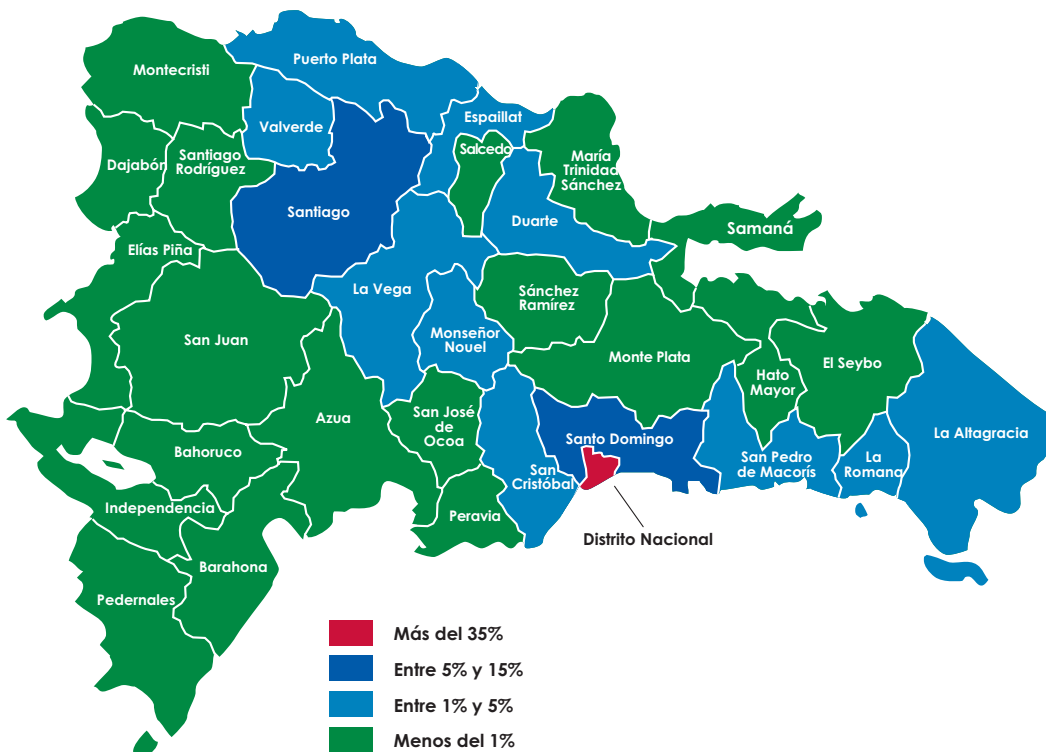 Puerto Plata
Montecristi
Espaillat
Valverde
Salcedo
Dajabón
Santiago
Rodríguez
María
Trinidad
Sánchez
Santiago
Duarte
Samaná
Elías Piña
La Vega
Sánchez
Ramírez
San Juan
Monseñor
Nouel
Monte Plata
El Seybo
Hato
Mayor
Azua
San José
de
Ocoa
La Altagracia
Santo Domingo
San Pedro
de Macorís
La
Romana
Bahoruco
San
Cristóbal
Independencia
Peravia
Distrito Nacional
Barahona
Pedernales
Más del 35%
Entre 5% y 15%
Entre 1% y 5%
Menos del 1%